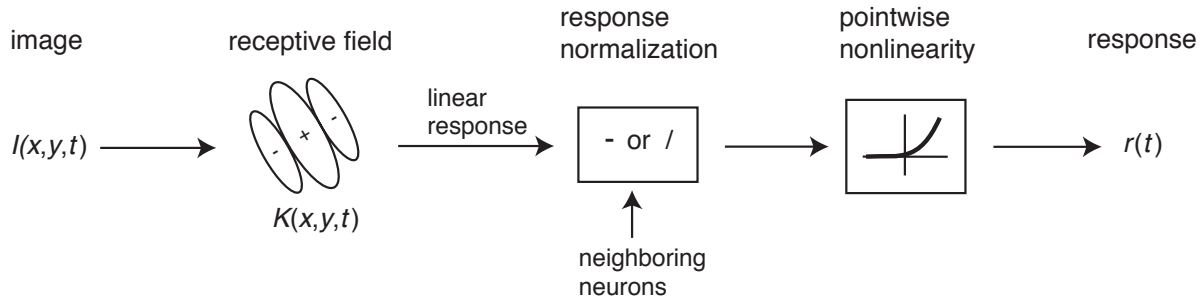 image
receptive field
response
normalization
pointwise
nonlinearity
response
I(x,y,t)
-
+
-
K(x,y,t)
linear
response
- or /
neighboring
neurons
r(t)